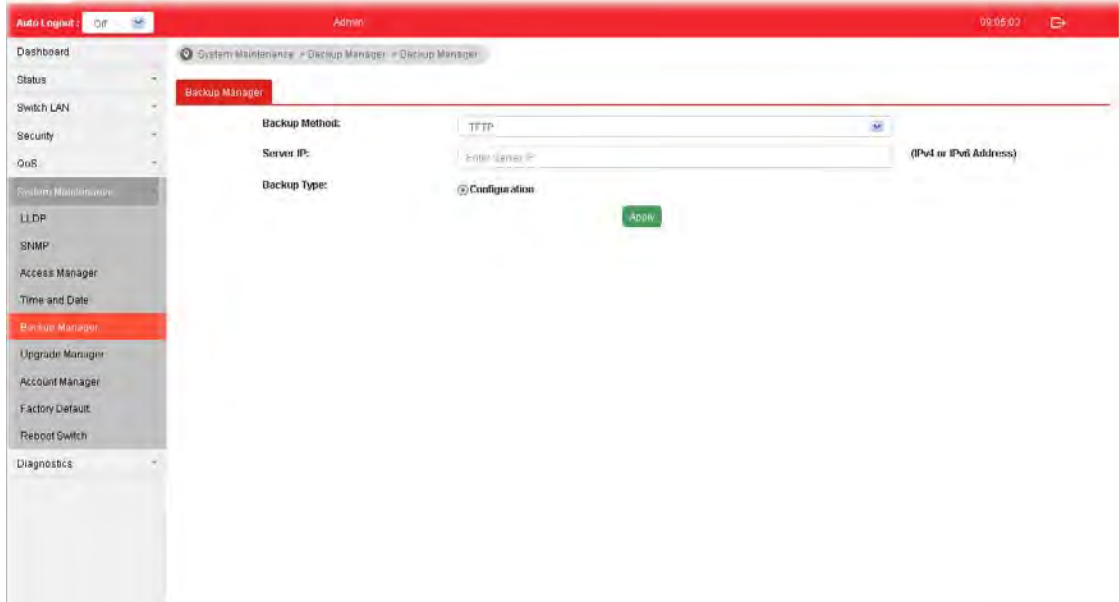 Auto Logout : Off
Admin
09:05:02
Dashboard
Status
Switch LAN
Security
QoS
System Maintenance
LLDP
SNMP
Access Manager
Time and Date
Backup Manager
Upgrade Manager
Account Manager
Factory Default
Reboot Switch
Diagnostics
System Maintenance > Backup Manager > Backup Manager
Backup Manager
Backup Method: TFTP
Server IP: Enter Server IP (IPv4 or IPv6 Address)
Backup Type: Configuration
Apply